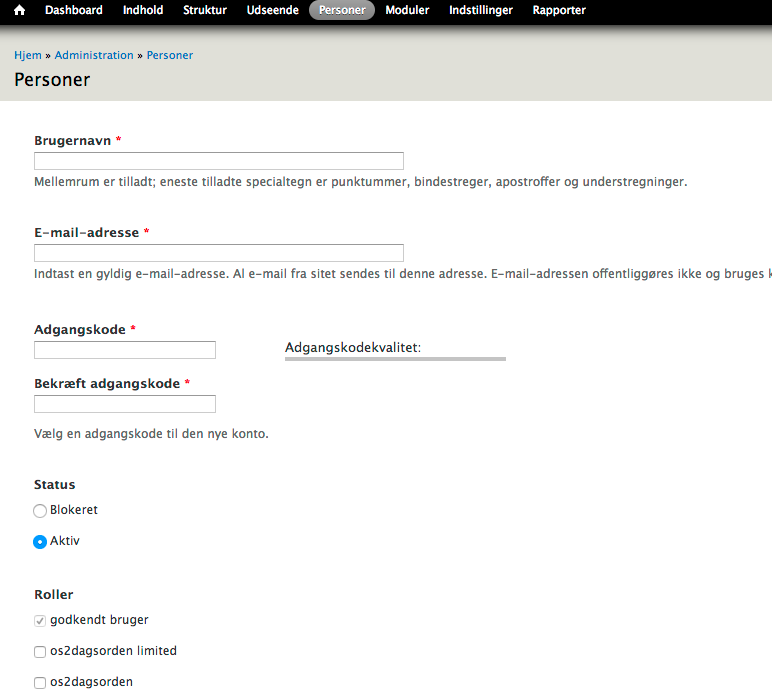 Dashboard Indhold Struktur Udseende Personer Moduler Indstillinger Rapporter
Hjem » Administration » Personer
Personer
Brugernavn *
Mellemrum er tilladt; eneste tilladte specialtegn er punktummer, bindestreger, apostroffer og understregninger.
E-mail-adresse *
Indtast en gyldig e-mail-adresse. Al e-mail fra sitet sendes til denne adresse. E-mail-adressen offentliggøres ikke og bruges k
Adgangskode *
Adgangskodekvalitet:
Bekræft adgangskode *
Vælg en adgangskode til den nye konto.
Status
Blokeret
Aktiv
Roller
godkendt bruger
os2dagsorden limited
os2dagsorden